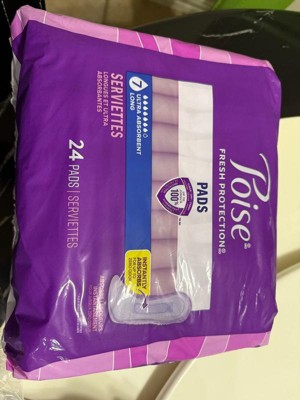 Poise
FRESH PROTECTION
PADS
100%
7
ULTRA ABSORBENT
LONG
SERVIETTES
LONGUES ET ULTRA
ABSORBANTES
INSTANTLY
ABSORBS
24 PADS | SERVIETTES